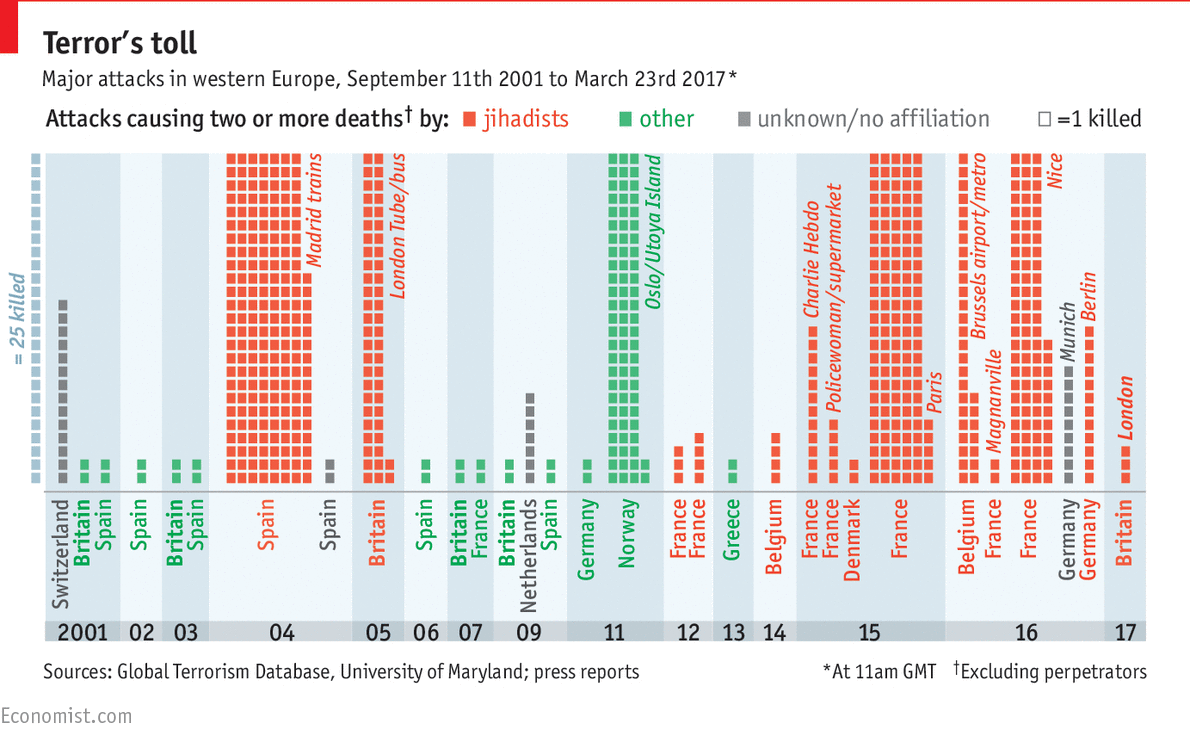 Terror's toll
Major attacks in western Europe, September 11th 2001 to March 23rd 2017*
Attacks causing two or more deaths† by: jihadists other unknown/no affiliation =1 killed
= 25 killed
Madrid trains
London Tube/bus
Oslo/Utoya Island
Charlie Hebdo
Policewoman/supermarket
Paris
Brussels airport/metro
Magnanville
Nice
Munich
Berlin
London
Switzerland
Britain
Spain
Spain
Britain
Spain
Spain
Spain
Britain
Spain
Britain
France
Britain
Netherlands
Spain
Germany
Norway
France
France
Greece
Belgium
France
France
Denmark
France
Belgium
France
France
Germany
Germany
Britain
2001 02 03 04 05 06 07 09 11 12 13 14 15 16 17
Sources: Global Terrorism Database, University of Maryland; press reports
*At 11am GMT †Excluding perpetrators
Economist.com